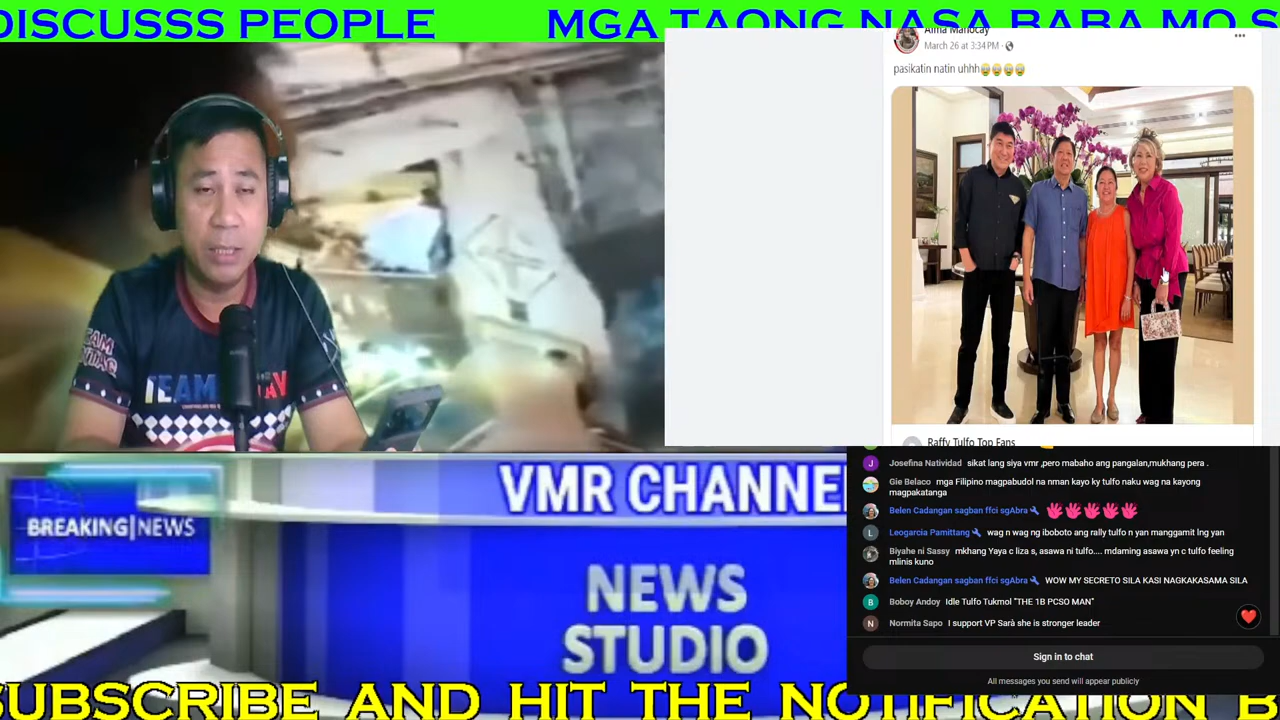 DISCUSSS PEOPLE MGA TAONG NASA BABA MO S
Alma Manocay
March 26 at 3:34 PM
pasikatin natin uhhh😂😂😂😂
Raffy Tulfo Top Fans
TEAM
VMR CHANNE
BREAKING|NEWS
NEWS
STUDIO
Josefina Natividad sikat lang siya vmr ,pero mabaho ang pangalan,mukhang pera .
Gie Belaco mga Filipino magpabudol na nman kayo ky tulfo naku wag na kayong
magpakatanga
Belen Cadangan sagban ffci sgAbra
Leogarcia Pamittang wag n wag ng iboboto ang rally tulfo n yan manggamit lng yan
Biyahe ni Sassy mkhang Yaya c liza s, asawa ni tulfo.... mdaming asawa yn c tulfo feeling
mlinis kuno
Belen Cadangan sagban ffci sgAbra WOW MY SECRETO SILA KASI NAGKAKASAMA SILA
Boboy Andoy Idle Tulfo Tukmol "THE 1B PCSO MAN"
Normita Sapo I support VP Sarà she is stronger leader
Sign in to chat
All messages you send will appear publicly
SUBSCRIBE AND HIT THE NOTIFICATION B